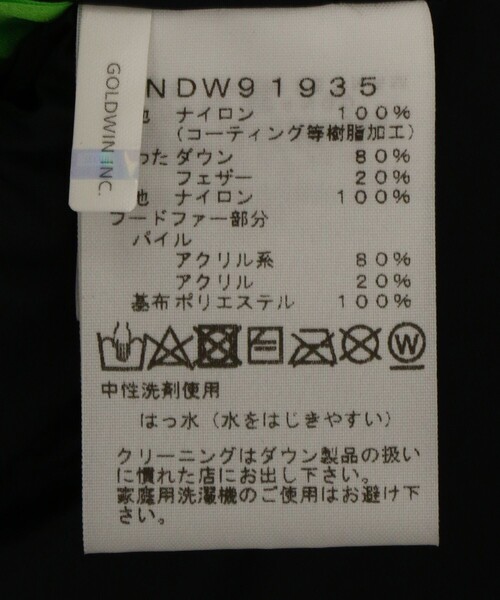 GOLDWIN INC.
NDW91935
地 ナイロン 100%
(コーティング等樹脂加工)
った ダウン 80%
フェザー 20%
地 ナイロン 100%
フードファー部分
パイル
アクリル系 80%
アクリル 20%
基布 ポリエステル 100%
W
中性洗剤使用
はっ水（水をはじきやすい）
クリーニングはダウン製品の扱い
に慣れた店にお出し下さい。
家庭用洗濯機のご使用はお避け下
さい。